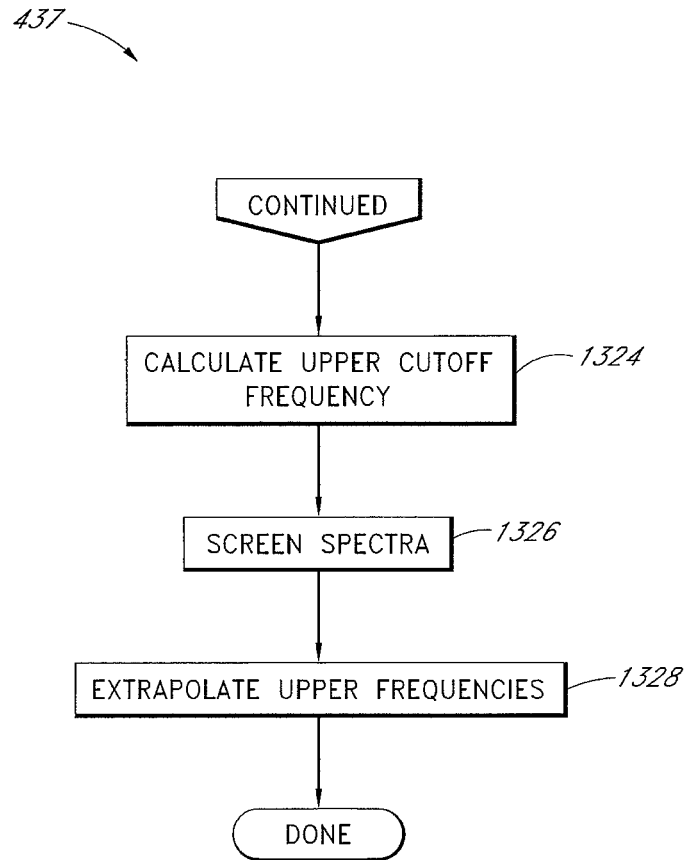 437
CONTINUED
CALCULATE UPPER CUTOFF
FREQUENCY
1324
SCREEN SPECTRA
1326
EXTRAPOLATE UPPER FREQUENCIES
1328
DONE